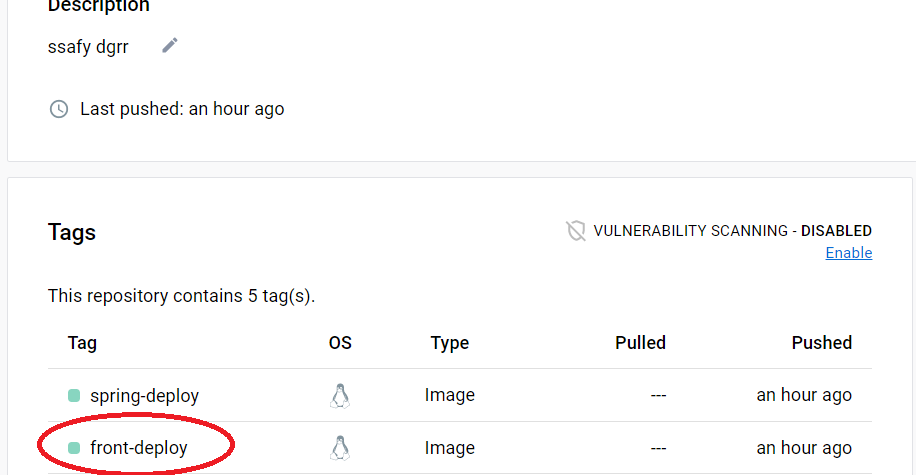 Description
ssafy dgrr
Last pushed: an hour ago
Tags
VULNERABILITY SCANNING - DISABLED
Enable
This repository contains 5 tag(s).
Tag OS Type Pulled Pushed
spring-deploy Image --- an hour ago
front-deploy Image --- an hour ago